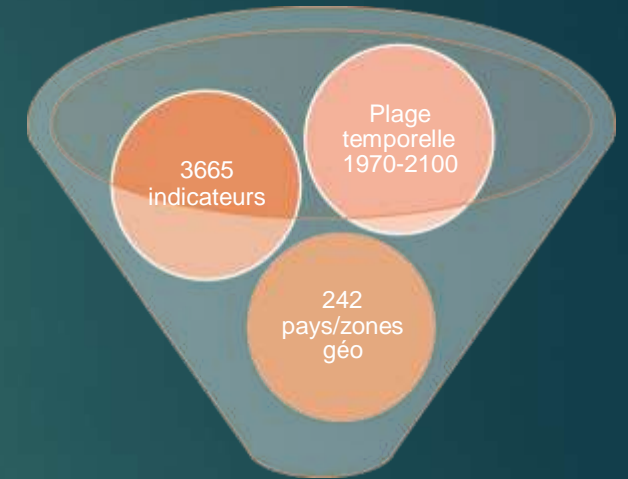 3665
indicateurs
Plage
temporelle
1970-2100
242
pays/zones
géo